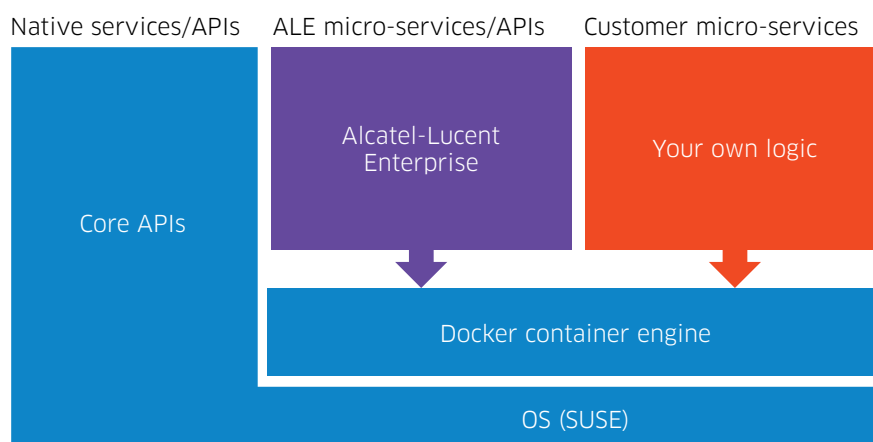 Native services/APIs
ALE micro-services/APIs
Customer micro-services
Alcatel-Lucent
Enterprise
Your own logic
Core APIs
Docker container engine
OS (SUSE)